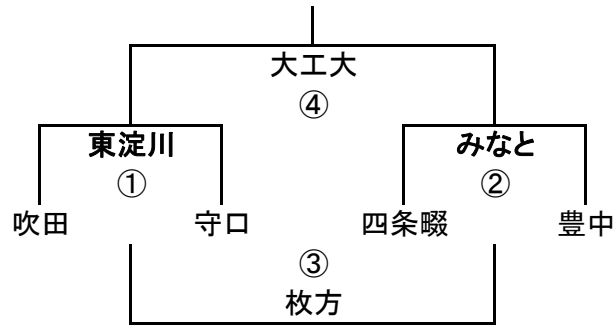 大工大
④
東淀川
みなと
①
②
吹田
守口
四条畷
豊中
③
枚方